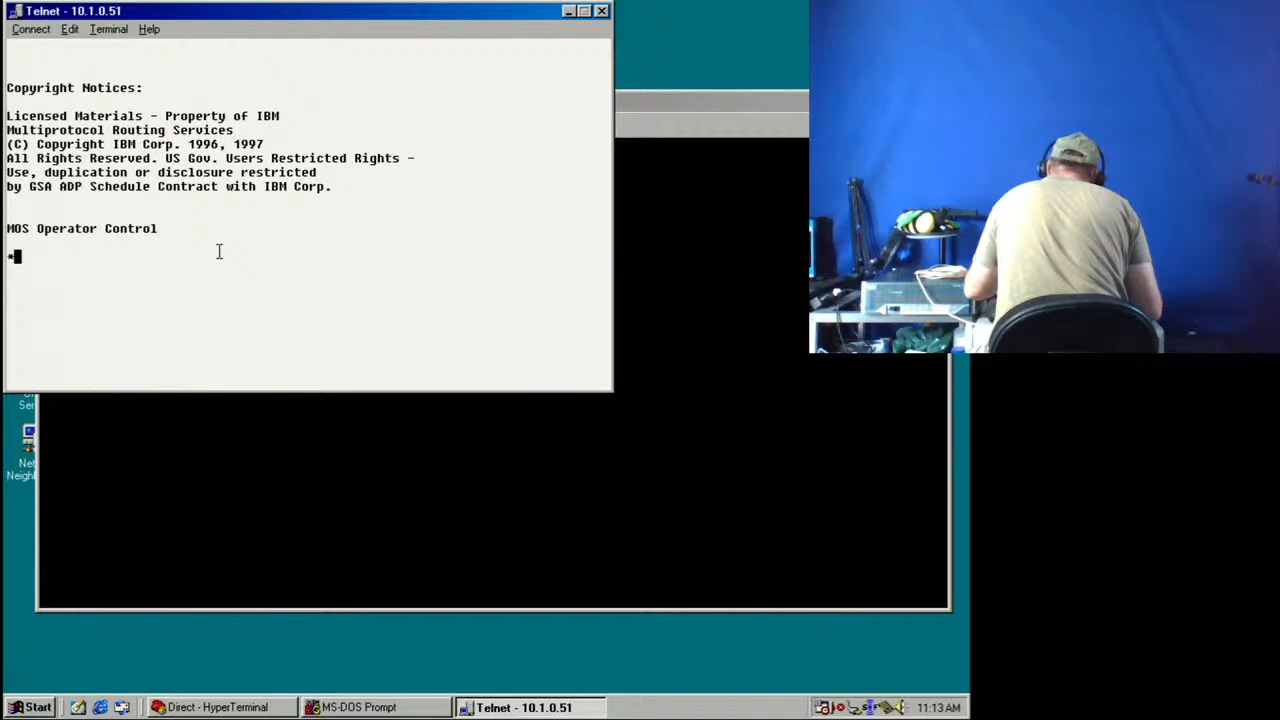 Telnet - 10.1.0.51
Connect Edit Terminal Help
Copyright Notices:
Licensed Materials - Property of IBM
Multiprotocol Routing Services
(C) Copyright IBM Corp. 1996, 1997
All Rights Reserved. US Gov. Users Restricted Rights -
Use, duplication or disclosure restricted
by GSA ADP Schedule Contract with IBM Corp.
MOS Operator Control
*
Ser
Net
Neigh
Start
Direct - HyperTerminal
MS-DOS Prompt
Telnet - 10.1.0.51
11:13 AM